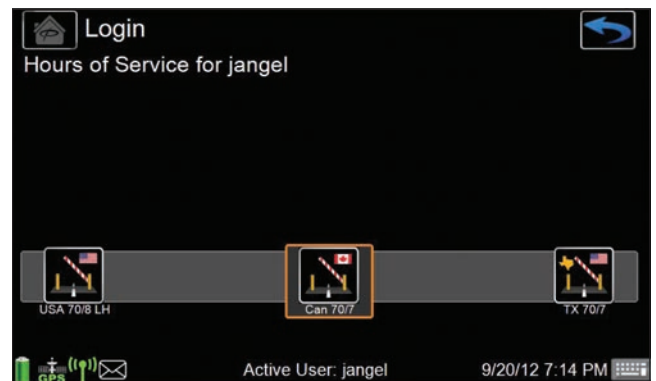 Login
Hours of Service for jangel
USA 70/8 LH
Can 70/7
TX 70/7
GPS
Active User: jangel
9/20/12 7:14 PM